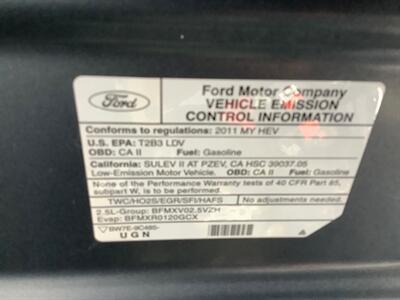 Ford
Ford Motor Company
VEHICLE EMISSION
CONTROL INFORMATION
Conforms to regulations: 2011 MY HEV
U.S. EPA: T2B3 LDV
OBD: CA II Fuel: Gasoline
California: SULEV II AT PZEV, CA HSC 39037.05
Low-Emission Motor Vehicle. OBD: CA II Fuel: Gasoline
None of the Performance Warranty tests of 40 CFR Part 85,
subpart W, is to be performed.
TWC/HO2S/EGR/SFI/HAFS No adjustments needed.
2.5L-Group: BFMXV02.5VZH
Evap: BFMXR0120GCX
BW7E-9C485-
UGN